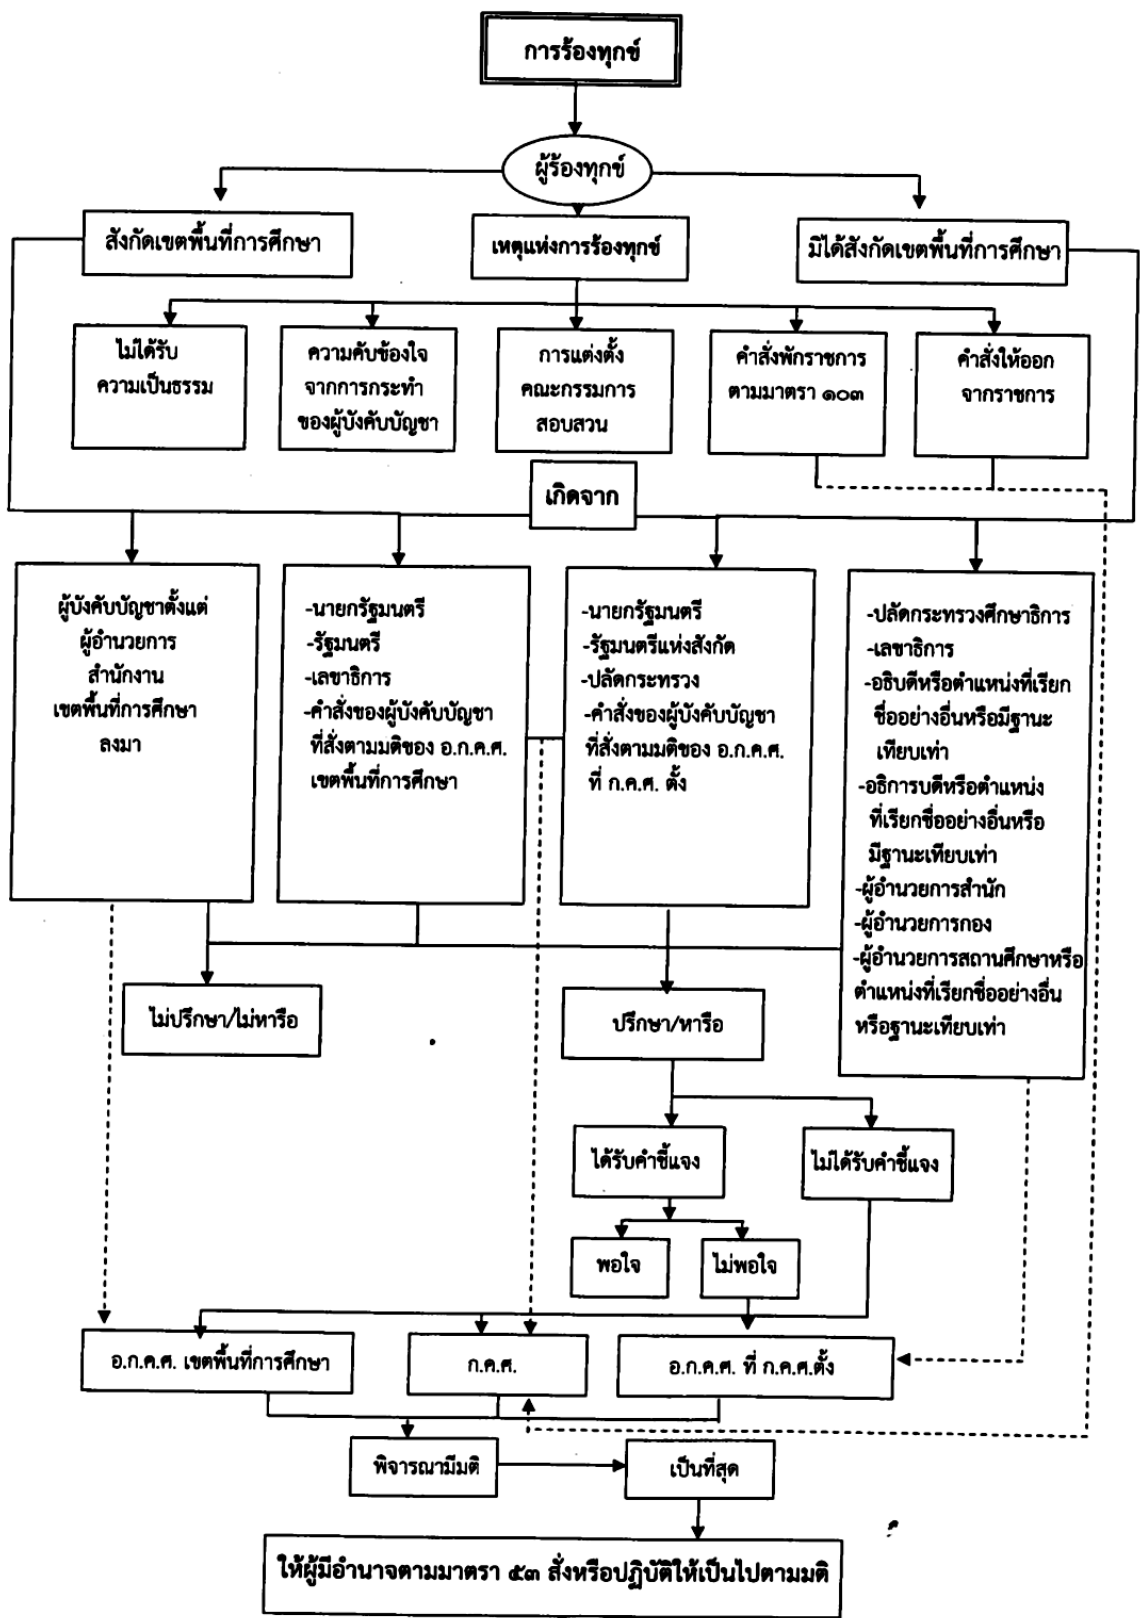 การร้องทุกข์
ผู้ร้องทุกข์
สังกัดเขตพื้นที่การศึกษา
เหตุแห่งการร้องทุกข์
มิได้สังกัดเขตพื้นที่การศึกษา
ไม่ได้รับ
ความเป็นธรรม
ความคับข้องใจ
จากการกระทำ
ของผู้บังคับบัญชา
การแต่งตั้ง
คณะกรรมการ
สอบสวน
คำสั่งพักราชการ
ตามมาตรา ๑๐๓
คำสั่งให้ออก
จากราชการ
เกิดจาก
ผู้บังคับบัญชาตั้งแต่
ผู้อำนวยการ
สำนักงาน
เขตพื้นที่การศึกษา
ลงมา
-นายกรัฐมนตรี
-รัฐมนตรี
-เลขาธิการ
-คำสั่งของผู้บังคับบัญชา
ที่สั่งตามมติของ อ.ก.ค.ศ.
เขตพื้นที่การศึกษา
-นายกรัฐมนตรี
-รัฐมนตรีแห่งสังกัด
-ปลัดกระทรวง
-คำสั่งของผู้บังคับบัญชา
ที่สั่งตามมติของ อ.ก.ค.ศ.
ที่ ก.ค.ศ. ตั้ง
-ปลัดกระทรวงศึกษาธิการ
-เลขาธิการ
-อธิบดีหรือตำแหน่งที่เรียก
ชื่ออย่างอื่นหรือมีฐานะ
เทียบเท่า
-อธิการบดีหรือตำแหน่ง
ที่เรียกชื่ออย่างอื่นหรือ
มีฐานะเทียบเท่า
-ผู้อำนวยการสำนัก
-ผู้อำนวยการกอง
-ผู้อำนวยการสถานศึกษาหรือ
ตำแหน่งที่เรียกชื่ออย่างอื่น
หรือฐานะเทียบเท่า
ไม่ปรึกษา/ไม่หารือ
ปรึกษา/หารือ
ได้รับคำชี้แจง
ไม่ได้รับคำชี้แจง
พอใจ
ไม่พอใจ
อ.ก.ค.ศ. เขตพื้นที่การศึกษา
ก.ค.ศ.
อ.ก.ค.ศ. ที่ ก.ค.ศ.ตั้ง
พิจารณามีมติ
เป็นที่สุด
ให้ผู้มีอำนาจตามมาตรา ๕๓ สั่งหรือปฏิบัติให้เป็นไปตามมติ